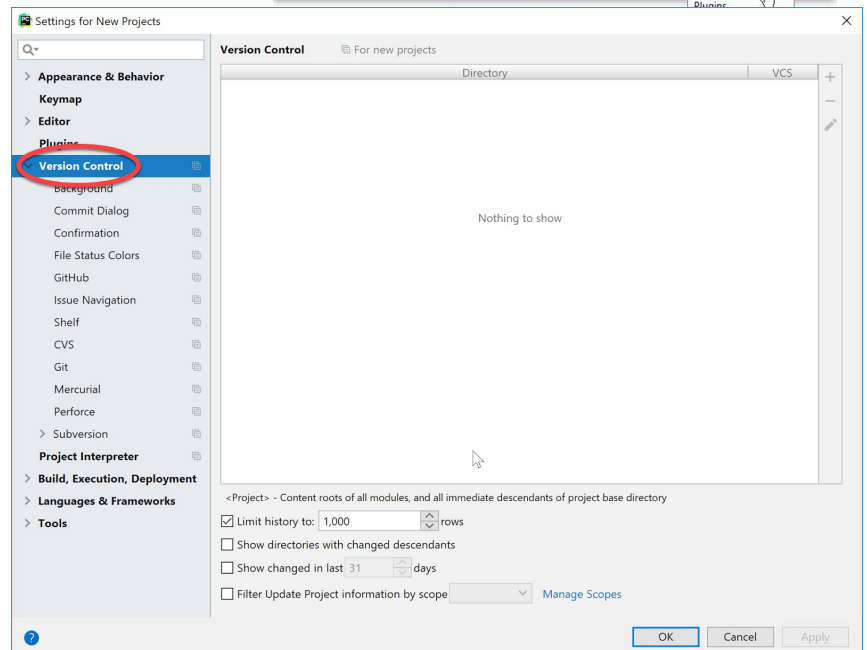 Plugins
Settings for New Projects
Version Control For new projects
Directory VCS
Appearance & Behavior
Keymap
Editor
Plugins
Version Control
Background
Commit Dialog
Confirmation
File Status Colors
GitHub
Issue Navigation
Shelf
CVS
Git
Mercurial
Perforce
Subversion
Project Interpreter
Build, Execution, Deployment
Languages & Frameworks
Tools
Nothing to show
<Project> - Content roots of all modules, and all immediate descendants of project base directory
Limit history to: 1,000 rows
Show directories with changed descendants
Show changed in last 31 days
Filter Update Project information by scope Manage Scopes
? OK Cancel Apply